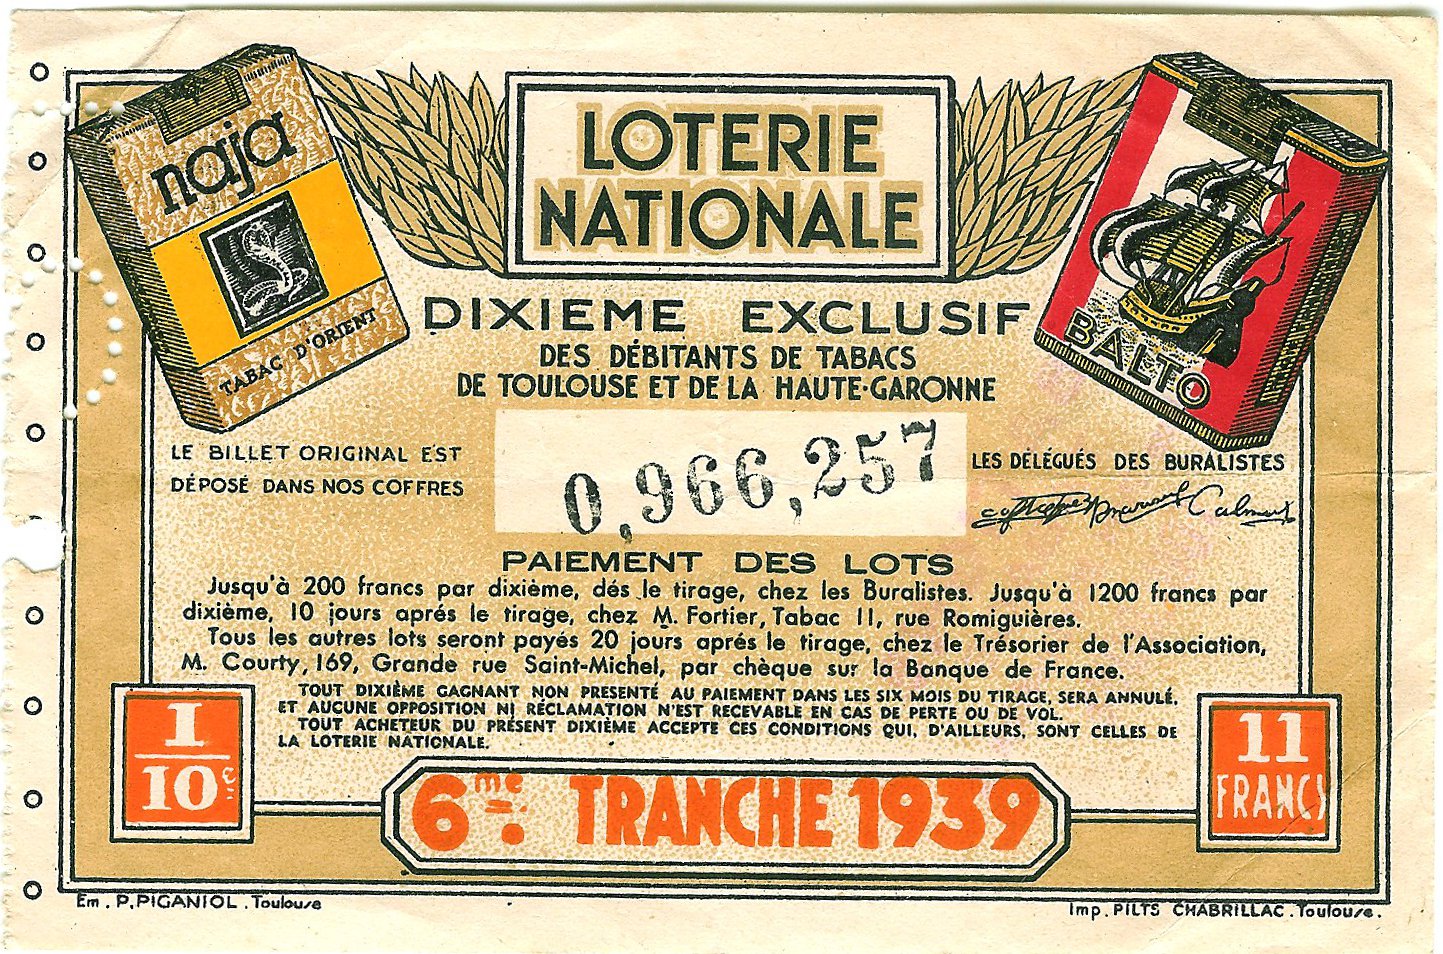 naja
TABAC D'ORIENT
LOTERIE
NATIONALE
BALTO
DIXIEME EXCLUSIF
DES DÉBITANTS DE TABACS
DE TOULOUSE ET DE LA HAUTE-GARONNE
LE BILLET ORIGINAL EST
DÉPOSÉ DANS NOS COFFRES
0,966,257
LES DÉLÉGUÉS DES BURALISTES
PAIEMENT DES LOTS
Jusqu'à 200 francs par dixième, dés le tirage, chez les Buralistes. Jusqu'à 1200 francs par
dixième, 10 jours aprés le tirage, chez M. Fortier, Tabac 11, rue Romiguières.
Tous les autres lots seront payés 20 jours aprés le tirage, chez le Trésorier de l'Association,
M. Courty, 169, Grande rue Saint-Michel, par chèque sur la Banque de France.
TOUT DIXIÈME GAGNANT NON PRESENTÉ AU PAIEMENT DANS LES SIX MOIS DU TIRAGE, SERA ANNULÉ,
ET AUCUNE OPPOSITION NI RÉCLAMATION N'EST RECEVABLE EN CAS DE PERTE OU DE VOL.
TOUT ACHETEUR DU PRÉSENT DIXIÈME ACCEPTE CES CONDITIONS QUI, D'AILLEURS, SONT CELLES DE
LA LOTERIE NATIONALE.
1/10e
11
FRANCS
6me. TRANCHE 1939
Em. P. PIGANIOL. Toulouse
Imp. PILTS CHABRILLAC. Toulouse.